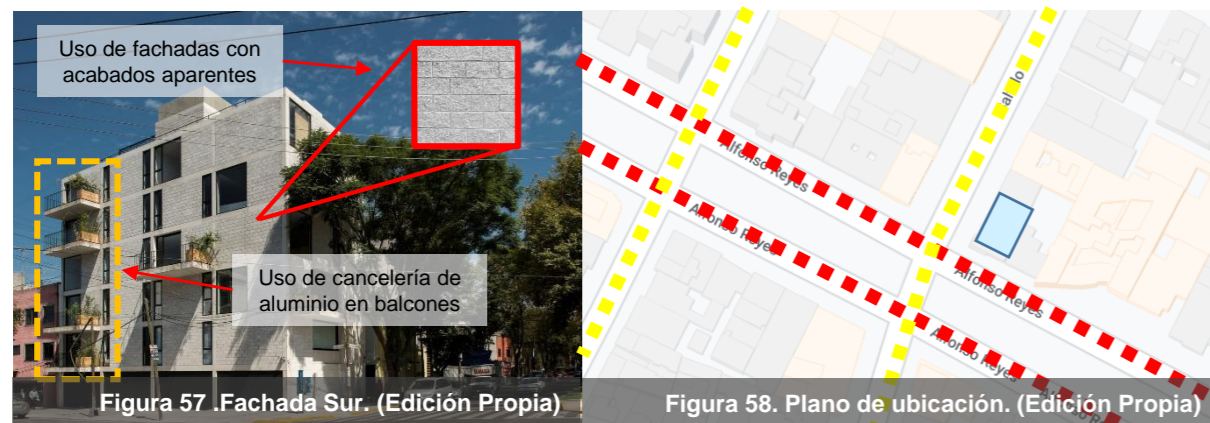 Uso de fachadas con
acabados aparentes
Uso de cancelería de
aluminio en balcones
Figura 57 .Fachada Sur. (Edición Propia)
Alfonso Reyes
Alfonso Reyes
Alfonso Reyes
Alfonso Reyes
Figura 58. Plano de ubicación. (Edición Propia)